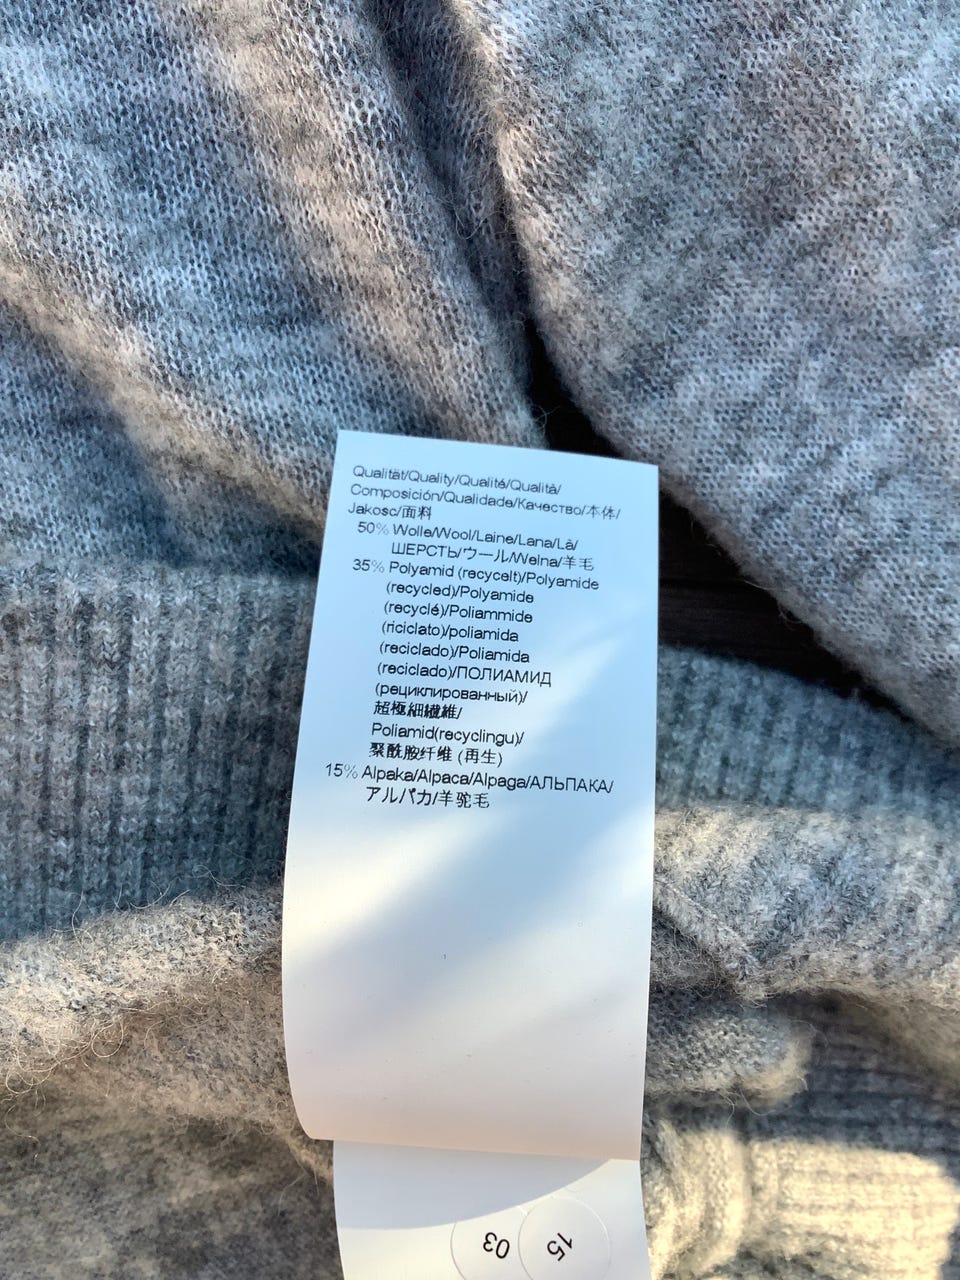 Qualität/Quality/Qualité/Qualità/
Composición/Qualidade/Качество/本体/
Jakosc/面料
50% Wolle/Wool/Laine/Lana/Lã/
ШЕРСТЬ/ウール/Welna/羊毛
35% Polyamid (recycelt)/Polyamide
(recycled)/Polyamide
(recyclé)/Poliammide
(riciclato)/poliamida
(reciclado)/Poliamida
(reciclado)/ПОЛИАМИД
(рециклированный)/
超極細繊維/
Poliamid(recyclingu)/
聚酰胺纤维 (再生)
15% Alpaka/Alpaca/Alpaga/АЛЬПАКА/
アルパカ/羊驼毛
03 15